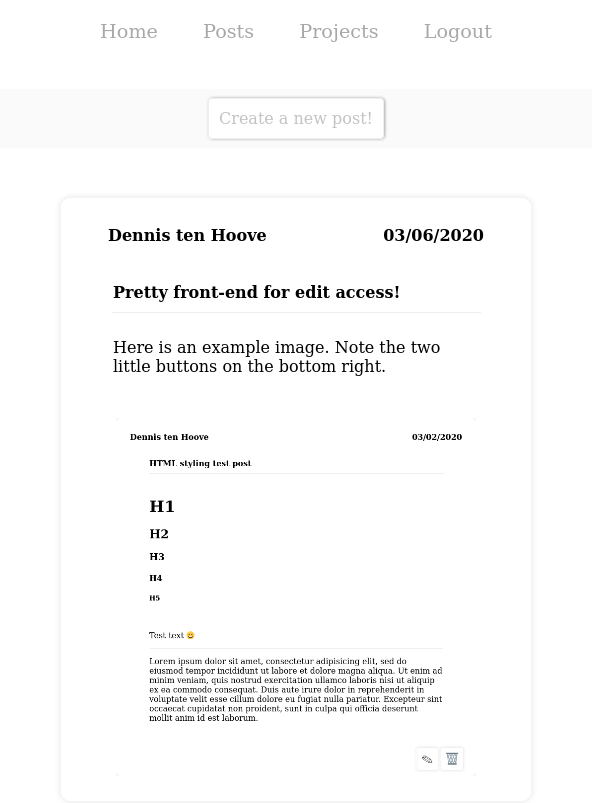 Home Posts Projects Logout
Create a new post!
Dennis ten Hoove 03/06/2020
Pretty front-end for edit access!
Here is an example image. Note the two
little buttons on the bottom right.
Dennis ten Hoove 03/02/2020
HTML styling test post
H1
H2
H3
H4
H5
Test text 😀
Lorem ipsum dolor sit amet, consectetur adipisicing elit, sed do
eiusmod tempor incididunt ut labore et dolore magna aliqua. Ut enim ad
minim veniam, quis nostrud exercitation ullamco laboris nisi ut aliquip
ex ea commodo consequat. Duis aute irure dolor in reprehenderit in
voluptate velit esse cillum dolore eu fugiat nulla pariatur. Excepteur sint
occaecat cupidatat non proident, sunt in culpa qui officia deserunt
mollit anim id est laborum.